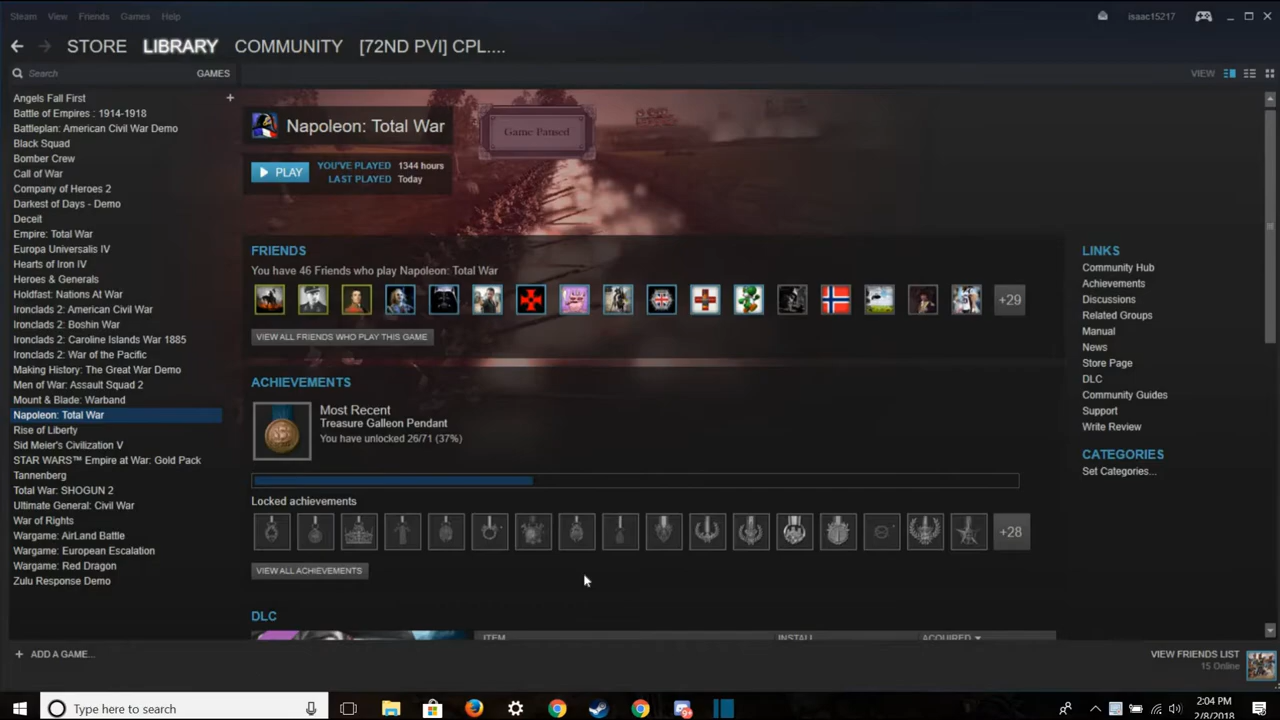 Steam View Friends Games Help
isaac15217
STORE LIBRARY COMMUNITY [72ND PVI] CPL....
Search GAMES
VIEW
Angels Fall First
Battle of Empires : 1914-1918
Battleplan: American Civil War Demo
Black Squad
Bomber Crew
Call of War
Company of Heroes 2
Darkest of Days - Demo
Deceit
Empire: Total War
Europa Universalis IV
Hearts of Iron IV
Heroes & Generals
Holdfast: Nations At War
Ironclads 2: American Civil War
Ironclads 2: Boshin War
Ironclads 2: Caroline Islands War 1885
Ironclads 2: War of the Pacific
Making History: The Great War Demo
Men of War: Assault Squad 2
Mount & Blade: Warband
Napoleon: Total War
Rise of Liberty
Sid Meier's Civilization V
STAR WARS™ Empire at War: Gold Pack
Tannenberg
Total War: SHOGUN 2
Ultimate General: Civil War
War of Rights
Wargame: AirLand Battle
Wargame: European Escalation
Wargame: Red Dragon
Zulu Response Demo
Napoleon: Total War
Game Paused
PLAY
YOU'VE PLAYED 1344 hours
LAST PLAYED Today
FRIENDS
You have 46 Friends who play Napoleon: Total War
+29
VIEW ALL FRIENDS WHO PLAY THIS GAME
ACHIEVEMENTS
Most Recent
Treasure Galleon Pendant
You have unlocked 26/71 (37%)
Locked achievements
+28
VIEW ALL ACHIEVEMENTS
DLC
ITEM INSTALL ACQUIRED
LINKS
Community Hub
Achievements
Discussions
Related Groups
Manual
News
Store Page
DLC
Community Guides
Support
Write Review
CATEGORIES
Set Categories...
+ ADD A GAME...
VIEW FRIENDS LIST
15 Online
Type here to search
2:04 PM
2/8/2018